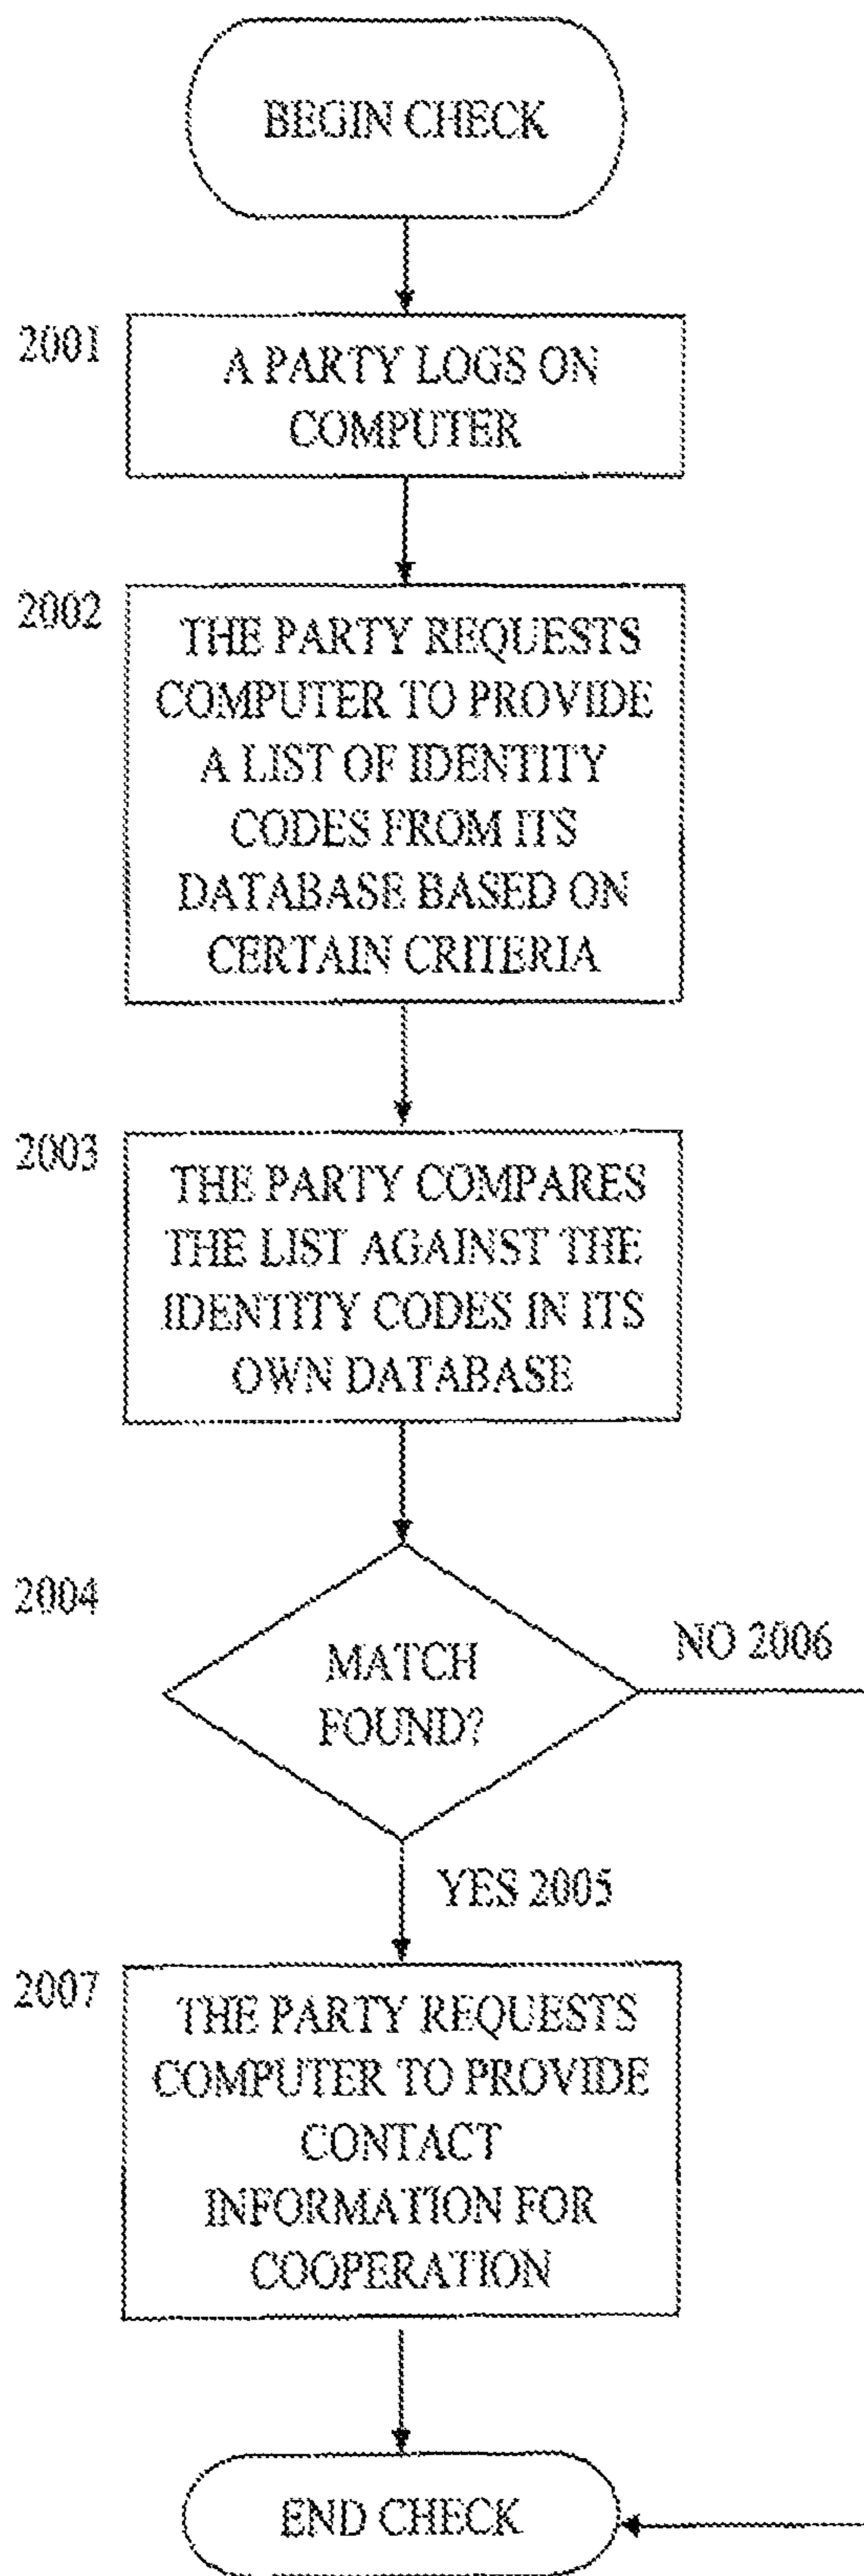 BEGIN CHECK
2001
A PARTY LOGS ON
COMPUTER
2002
THE PARTY REQUESTS
COMPUTER TO PROVIDE
A LIST OF IDENTITY
CODES FROM ITS
DATABASE BASED ON
CERTAIN CRITERIA
2003
THE PARTY COMPARES
THE LIST AGAINST THE
IDENTITY CODES IN ITS
OWN DATABASE
2004
MATCH
FOUND?
NO 2006
YES 2005
2007
THE PARTY REQUESTS
COMPUTER TO PROVIDE
CONTACT
INFORMATION FOR
COOPERATION
END CHECK